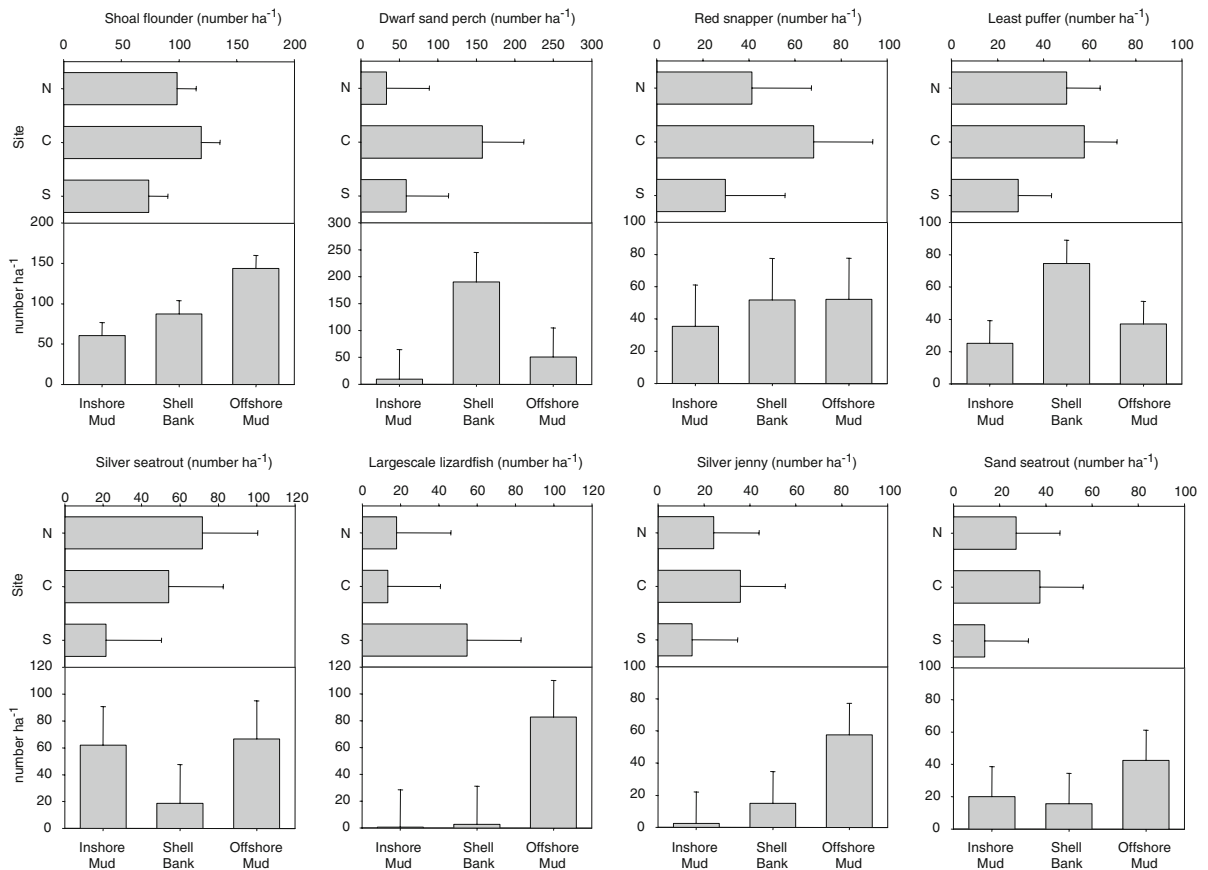 Shoal flounder (number ha-1)
0 50 100 150 200
N
C
S
Site
200
150
100
50
0
number ha-1
Inshore Mud
Shell Bank
Offshore Mud
Dwarf sand perch (number ha-1)
0 50 100 150 200 250 300
N
C
S
300
250
200
150
100
50
0
Inshore Mud
Shell Bank
Offshore Mud
Red snapper (number ha-1)
0 20 40 60 80 100
N
C
S
100
80
60
40
20
0
Inshore Mud
Shell Bank
Offshore Mud
Least puffer (number ha-1)
0 20 40 60 80 100
N
C
S
100
80
60
40
20
0
Inshore Mud
Shell Bank
Offshore Mud
Silver seatrout (number ha-1)
0 20 40 60 80 100 120
N
C
S
Site
120
100
80
60
40
20
0
number ha-1
Inshore Mud
Shell Bank
Offshore Mud
Largescale lizardfish (number ha-1)
0 20 40 60 80 100 120
N
C
S
120
100
80
60
40
20
0
Inshore Mud
Shell Bank
Offshore Mud
Silver jenny (number ha-1)
0 20 40 60 80 100
N
C
S
100
80
60
40
20
0
Inshore Mud
Shell Bank
Offshore Mud
Sand seatrout (number ha-1)
0 20 40 60 80 100
N
C
S
100
80
60
40
20
0
Inshore Mud
Shell Bank
Offshore Mud